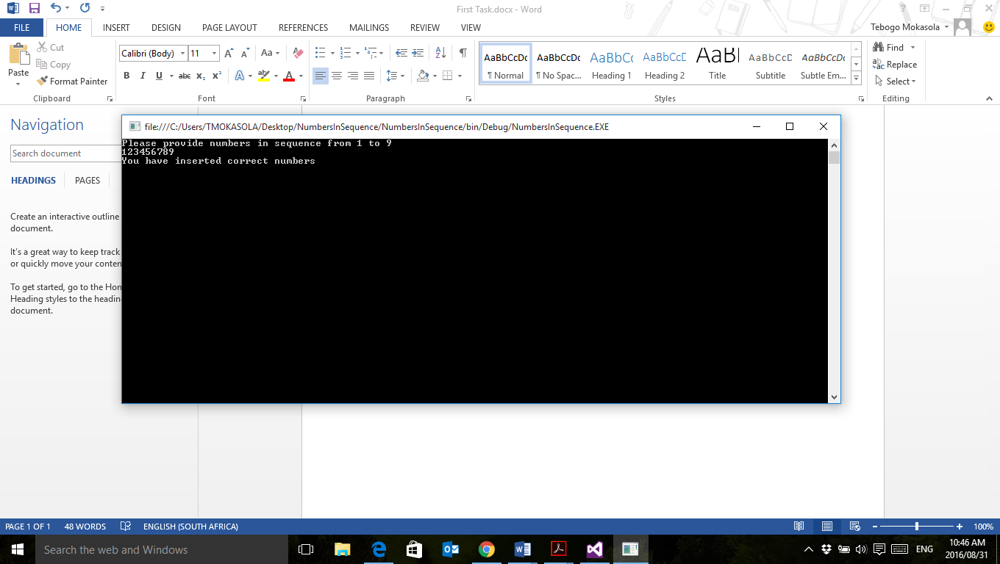 First Task.docx - Word
FILE HOME INSERT DESIGN PAGE LAYOUT REFERENCES MAILINGS REVIEW VIEW
Tebogo Mokasola
Paste
Cut
Copy
Format Painter
Clipboard
Calibri (Body) 11
Font
Paragraph
AaBbCcDc AaBbCcDc AaBbCc AaBbCcD AaBl AaBbCcD AaBbCcDc
¶ Normal ¶ No Spac... Heading 1 Heading 2 Title Subtitle Subtle Em...
Styles
Find
Replace
Select
Editing
Navigation
Search document
HEADINGS PAGES
Create an interactive outline
document.
It's a great way to keep track
or quickly move your conten
To get started, go to the Hom
Heading styles to the headin
document.
file:///C:/Users/TMOKASOLA/Desktop/NumbersInSequence/NumbersInSequence/bin/Debug/NumbersInSequence.EXE
Please provide numbers in sequence from 1 to 9
123456789
You have inserted correct numbers
PAGE 1 OF 1 48 WORDS ENGLISH (SOUTH AFRICA) 100%
Search the web and Windows
ENG
10:46 AM
2016/08/31